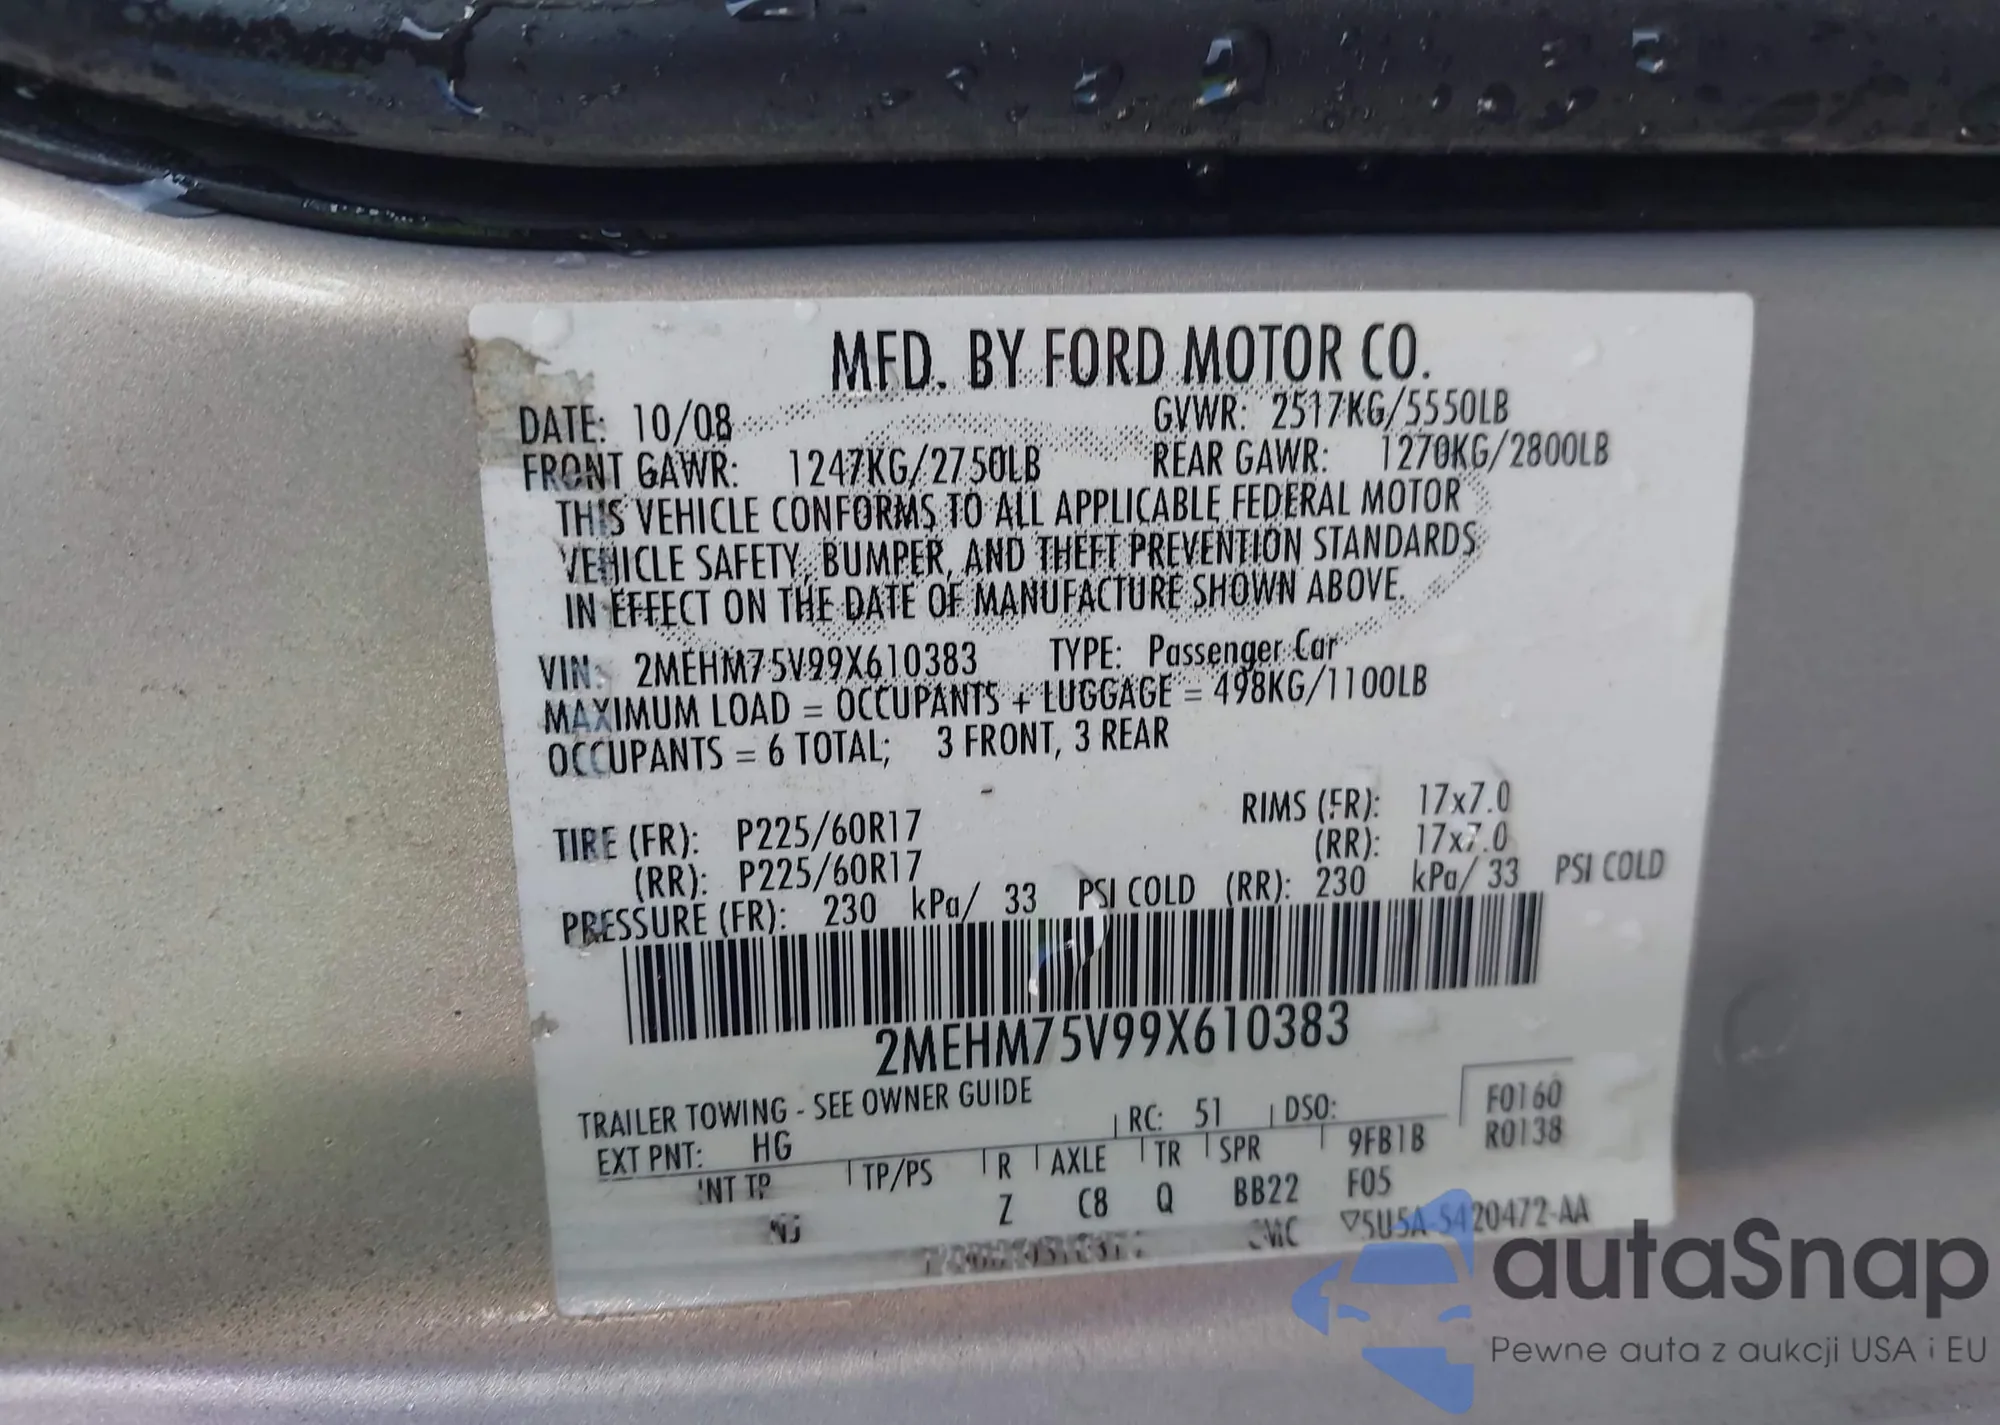 MFD. BY FORD MOTOR CO.
DATE: 10/08 GVWR: 2517KG/5550LB
FRONT GAWR: 1247KG/2750LB REAR GAWR: 1270KG/2800LB
THIS VEHICLE CONFORMS TO ALL APPLICABLE FEDERAL MOTOR
VEHICLE SAFETY, BUMPER, AND THEFT PREVENTION STANDARDS
IN EFFECT ON THE DATE OF MANUFACTURE SHOWN ABOVE.
VIN: 2MEHM75V99X610383 TYPE: Passenger Car
MAXIMUM LOAD = OCCUPANTS + LUGGAGE = 498KG/1100LB
OCCUPANTS = 6 TOTAL; 3 FRONT, 3 REAR
TIRE (FR): P225/60R17 RIMS (FR): 17x7.0
(RR): P225/60R17 (RR): 17x7.0
PRESSURE (FR): 230 kPa/ 33 PSI COLD (RR): 230 kPa/ 33 PSI COLD
2MEHM75V99X610383
TRAILER TOWING - SEE OWNER GUIDE
EXT PNT: HG RC: 51 DSO: F0160
INT TR TP/PS R AXLE TR SPR 9FB1B R0138
Z C8 Q BB22 F05
▽5U5A-5420472-AA
autaSnap
Pewne auta z aukcji USA i EU